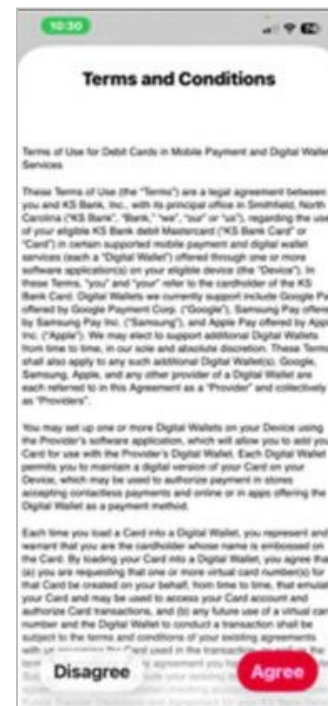 10:30
Terms and Conditions
Terms of Use for Debit Cards in Mobile Payment and Digital Wallet
Services
These Terms of Use (the "Terms") are a legal agreement between
you and KS Bank, Inc., with its principal office in Smithfield, North
Carolina ("KS Bank", "Bank," "we", "our" or "us"), regarding the use
of your eligible KS Bank debit Mastercard ("KS Bank Card" or
"Card") in certain supported mobile payment and digital wallet
services (each a "Digital Wallet") offered through one or more
software application(s) on your eligible device (the "Device"). In
these Terms, "you" and "your" refer to the cardholder of the KS
Bank Card. Digital Wallets we currently support include Google Pa
offered by Google Payment Corp. ("Google"), Samsung Pay offere
by Samsung Pay Inc. ("Samsung"), and Apple Pay offered by Appl
Inc. ("Apple"). We may elect to support additional Digital Wallets
from time to time, in our sole and absolute discretion. These Terms
shall also apply to any such additional Digital Wallet(s). Google,
Samsung, Apple, and any other provider of a Digital Wallet are
each referred to in this Agreement as a "Provider" and collectively
as "Providers".
You may set up one or more Digital Wallets on your Device using
the Provider's software application, which will allow you to add you
Card for use with the Provider's Digital Wallet. Each Digital Wallet
permits you to maintain a digital version of your Card on your
Device, which may be used to authorize payment in stores
accepting contactless payments and online or in apps offering the
Digital Wallet as a payment method.
Each time you load a Card into a Digital Wallet, you represent and
warrant that you are the cardholder whose name is embossed on
the Card. By loading your Card into a Digital Wallet, you agree tha
(a) you are requesting that one or more virtual card number(s) for
that Card be created on your behalf, from time to time, that emulat
your Card and may be used to access your Card account and
authorize Card transactions, and (b) any future use of a virtual card
number and the Digital Wallet to conduct a transaction shall be
subject to the terms and conditions of your existing agreements
with us Card used in the transaction the
agreement you
Disagree
Agree